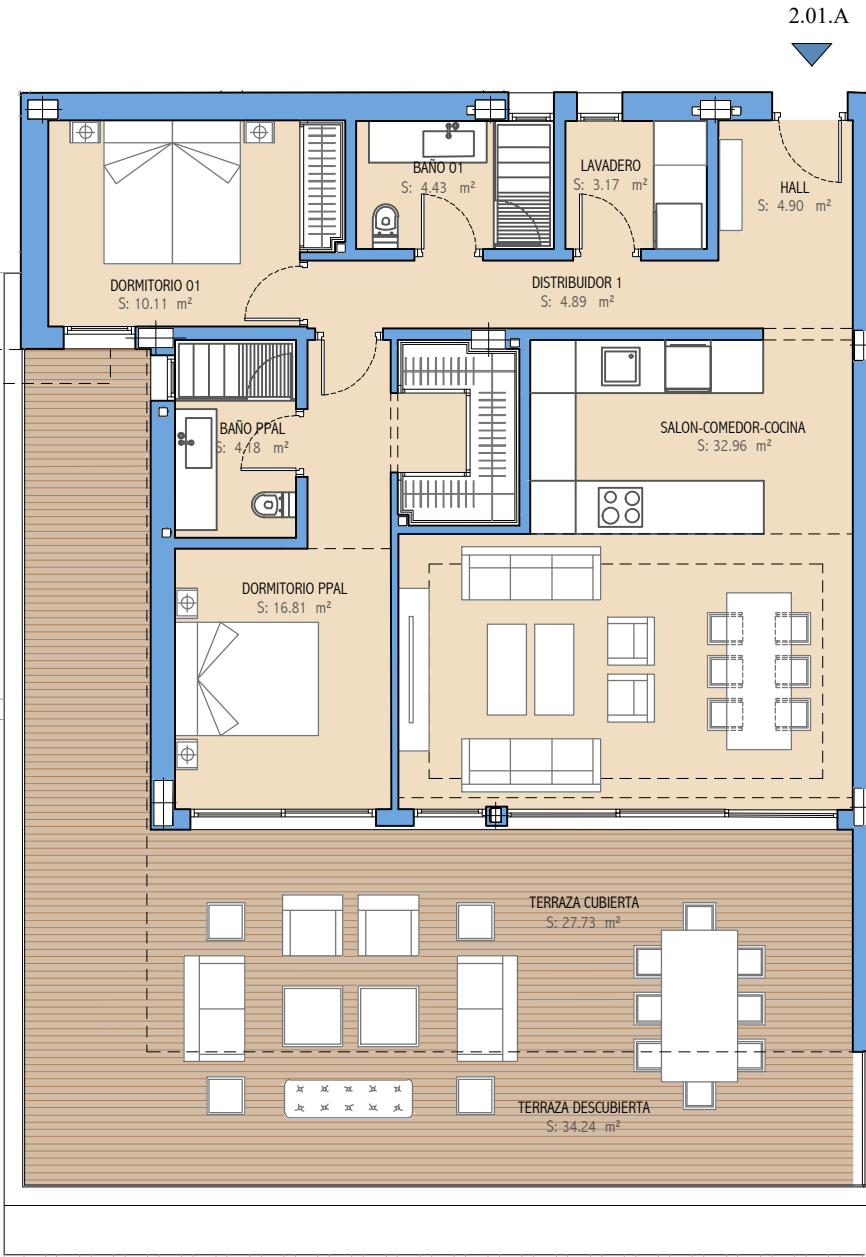 2.01.A
BAÑO 01
S: 4.43 m²
LAVADERO
S: 3.17 m²
HALL
S: 4.90 m²
DORMITORIO 01
S: 10.11 m²
DISTRIBUIDOR 1
S: 4.89 m²
BAÑO PPAL
S: 4.18 m²
SALON-COMEDOR-COCINA
S: 32.96 m²
DORMITORIO PPAL
S: 16.81 m²
TERRAZA CUBIERTA
S: 27.73 m²
TERRAZA DESCUBIERTA
S: 34.24 m²